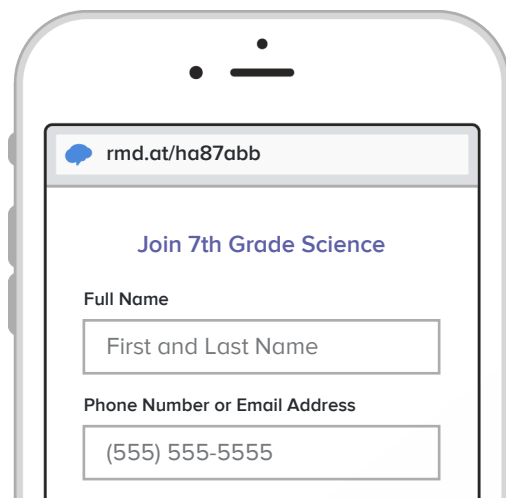 rmd.at/ha87abb
Join 7th Grade Science
Full Name
First and Last Name
Phone Number or Email Address
(555) 555-5555